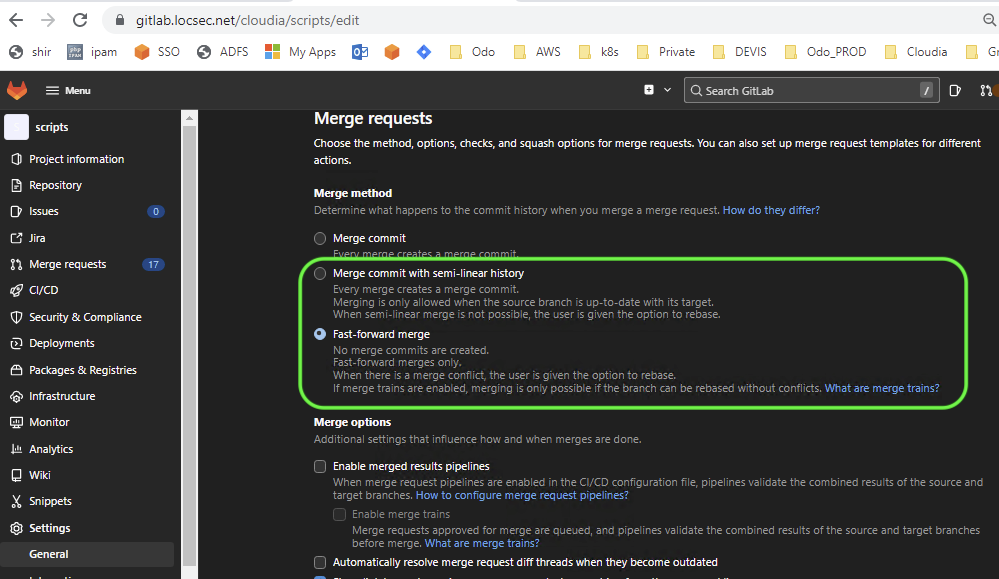 gitlab.locsec.net/cloudia/scripts/edit
shir
ipam
SSO
ADFS
My Apps
Odo
AWS
k8s
Private
DEVIS
Odo_PROD
Cloudia
Menu
Search GitLab
/
scripts
Project information
Repository
Issues 0
Jira
Merge requests 17
CI/CD
Security & Compliance
Deployments
Packages & Registries
Infrastructure
Monitor
Analytics
Wiki
Snippets
Settings
General
Merge requests
Choose the method, options, checks, and squash options for merge requests. You can also set up merge request templates for different
actions.
Merge method
Determine what happens to the commit history when you merge a merge request. How do they differ?
Merge commit
Every merge creates a merge commit.
Merge commit with semi-linear history
Every merge creates a merge commit.
Merging is only allowed when the source branch is up-to-date with its target.
When semi-linear merge is not possible, the user is given the option to rebase.
Fast-forward merge
No merge commits are created.
Fast-forward merges only.
When there is a merge conflict, the user is given the option to rebase.
If merge trains are enabled, merging is only possible if the branch can be rebased without conflicts. What are merge trains?
Merge options
Additional settings that influence how and when merges are done.
Enable merged results pipelines
When merge request pipelines are enabled in the CI/CD configuration file, pipelines validate the combined results of the source and
target branches. How to configure merge request pipelines?
Enable merge trains
Merge requests approved for merge are queued, and pipelines validate the combined results of the source and target branches
before merge. What are merge trains?
Automatically resolve merge request diff threads when they become outdated